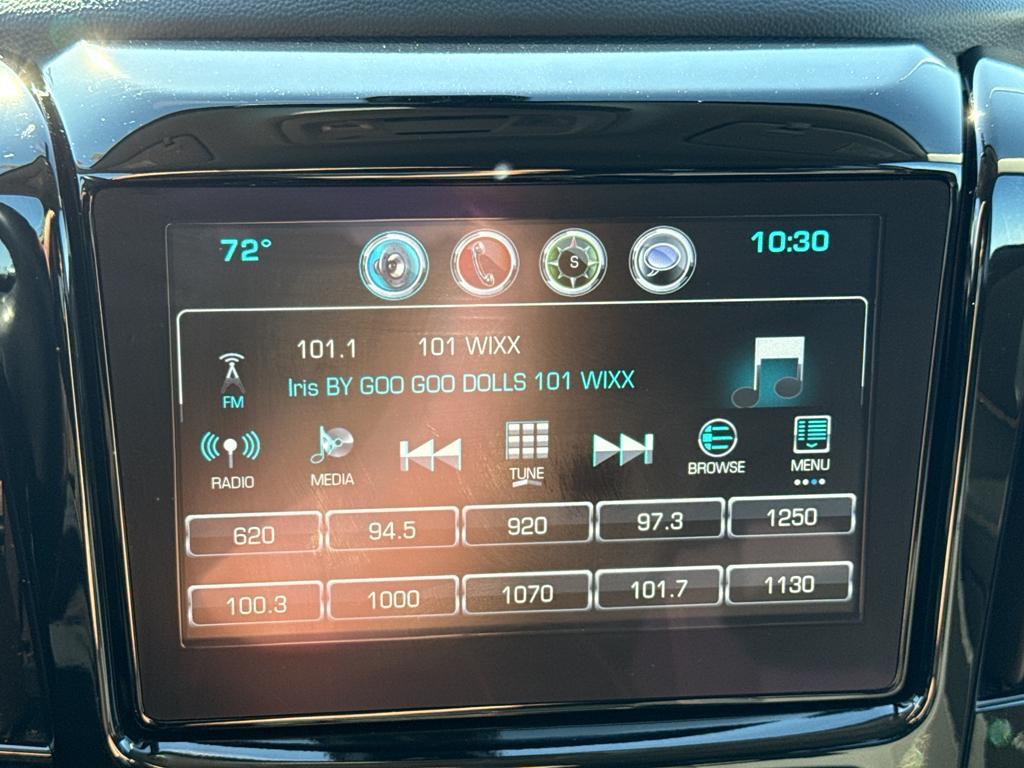 72° S 10:30
101.1 101 WIXX
Iris BY GOO GOO DOLLS 101 WIXX
FM
RADIO MEDIA TUNE BROWSE MENU
620 94.5 920 97.3 1250
100.3 1000 1070 101.7 1130